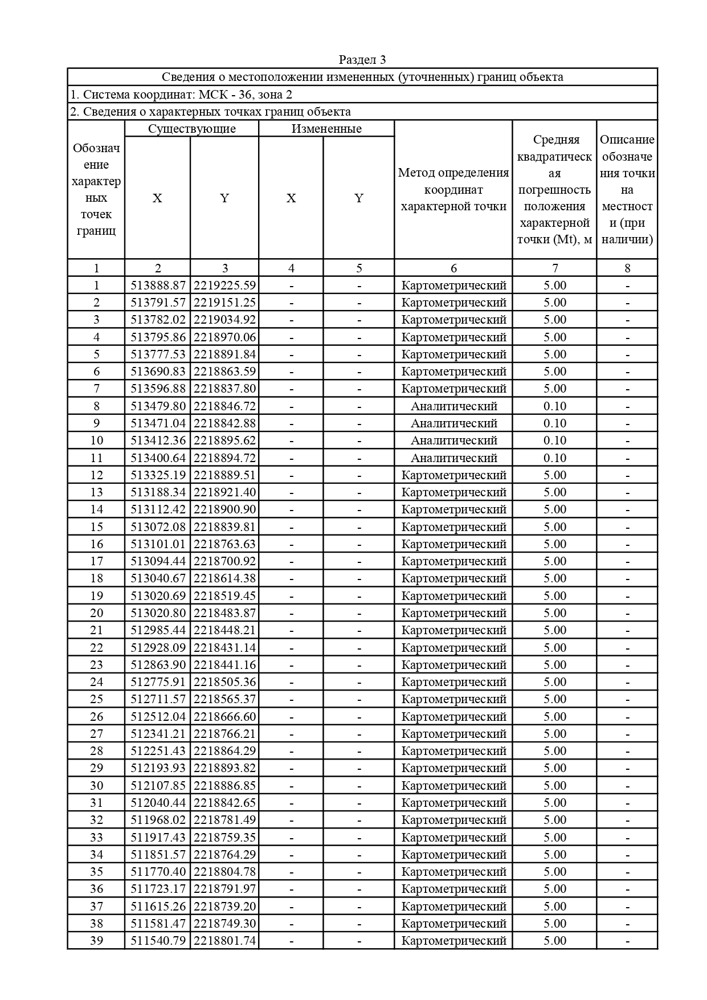 Раздел 3
Сведения о местоположении измененных (уточненных) границ объекта
1. Система координат: МСК - 36, зона 2
2. Сведения о характерных точках границ объекта
Обознач
ение
характер
ных
точек
границ
Существующие
Измененные
X
Y
X
Y
Метод определения
координат
характерной точки
Средняя
квадратическ
ая
погрешность
положения
характерной
точки (Mt), м
Описание
обозначе
ния точки
на
местност
и (при
наличии)
1 2 3 4 5 6 7 8
1 513888.87 2219225.59 - - Картометрический 5.00 -
2 513791.57 2219151.25 - - Картометрический 5.00 -
3 513782.02 2219034.92 - - Картометрический 5.00 -
4 513795.86 2218970.06 - - Картометрический 5.00 -
5 513777.53 2218891.84 - - Картометрический 5.00 -
6 513690.83 2218863.59 - - Картометрический 5.00 -
7 513596.88 2218837.80 - - Картометрический 5.00 -
8 513479.80 2218846.72 - - Аналитический 0.10 -
9 513471.04 2218842.88 - - Аналитический 0.10 -
10 513412.36 2218895.62 - - Аналитический 0.10 -
11 513400.64 2218894.72 - - Аналитический 0.10 -
12 513325.19 2218889.51 - - Картометрический 5.00 -
13 513188.34 2218921.40 - - Картометрический 5.00 -
14 513112.42 2218900.90 - - Картометрический 5.00 -
15 513072.08 2218839.81 - - Картометрический 5.00 -
16 513101.01 2218763.63 - - Картометрический 5.00 -
17 513094.44 2218700.92 - - Картометрический 5.00 -
18 513040.67 2218614.38 - - Картометрический 5.00 -
19 513020.69 2218519.45 - - Картометрический 5.00 -
20 513020.80 2218483.87 - - Картометрический 5.00 -
21 512985.44 2218448.21 - - Картометрический 5.00 -
22 512928.09 2218431.14 - - Картометрический 5.00 -
23 512863.90 2218441.16 - - Картометрический 5.00 -
24 512775.91 2218505.36 - - Картометрический 5.00 -
25 512711.57 2218565.37 - - Картометрический 5.00 -
26 512512.04 2218666.60 - - Картометрический 5.00 -
27 512341.21 2218766.21 - - Картометрический 5.00 -
28 512251.43 2218864.29 - - Картометрический 5.00 -
29 512193.93 2218893.82 - - Картометрический 5.00 -
30 512107.85 2218886.85 - - Картометрический 5.00 -
31 512040.44 2218842.65 - - Картометрический 5.00 -
32 511968.02 2218781.49 - - Картометрический 5.00 -
33 511917.43 2218759.35 - - Картометрический 5.00 -
34 511851.57 2218764.29 - - Картометрический 5.00 -
35 511770.40 2218804.78 - - Картометрический 5.00 -
36 511723.17 2218791.97 - - Картометрический 5.00 -
37 511615.26 2218739.20 - - Картометрический 5.00 -
38 511581.47 2218749.30 - - Картометрический 5.00 -
39 511540.79 2218801.74 - - Картометрический 5.00 -